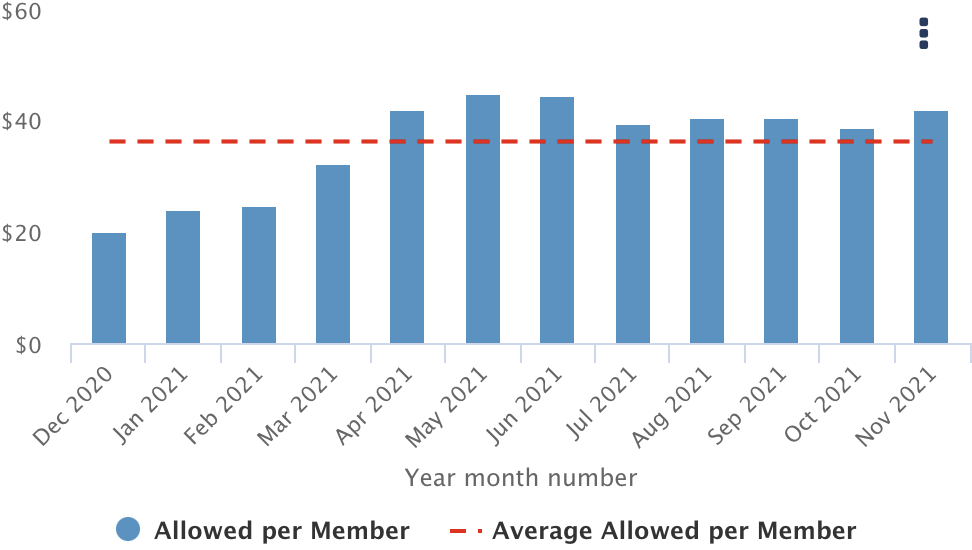 $60
$40
$20
$0
Dec 2020
Jan 2021
Feb 2021
Mar 2021
Apr 2021
May 2021
Jun 2021
Jul 2021
Aug 2021
Sep 2021
Oct 2021
Nov 2021
Year month number
Allowed per Member
Average Allowed per Member